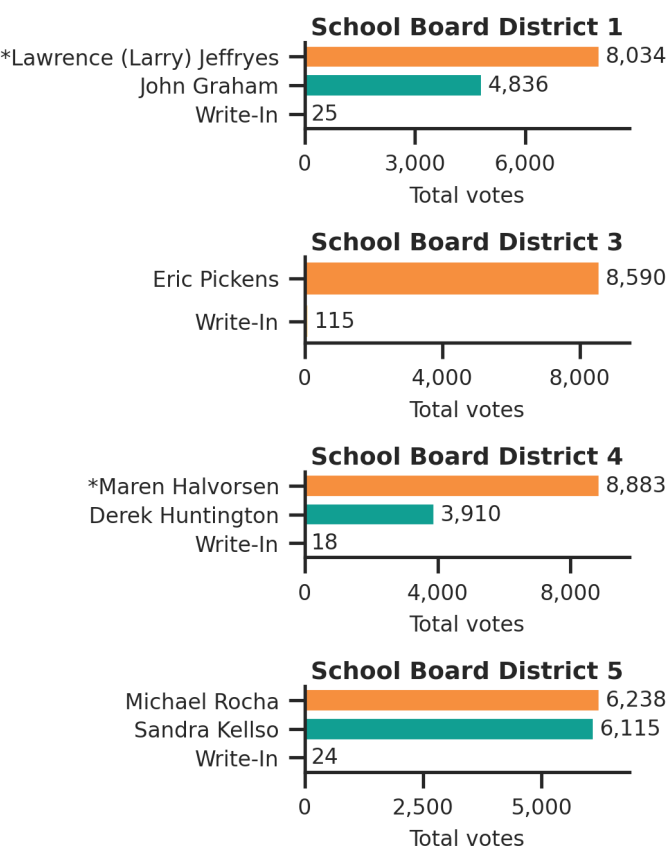 School Board District 1
*Lawrence (Larry) Jeffryes 8,034
John Graham 4,836
Write-In 25
0 3,000 6,000
Total votes
School Board District 3
Eric Pickens 8,590
Write-In 115
0 4,000 8,000
Total votes
School Board District 4
*Maren Halvorsen 8,883
Derek Huntington 3,910
Write-In 18
0 4,000 8,000
Total votes
School Board District 5
Michael Rocha 6,238
Sandra Kellso 6,115
Write-In 24
0 2,500 5,000
Total votes